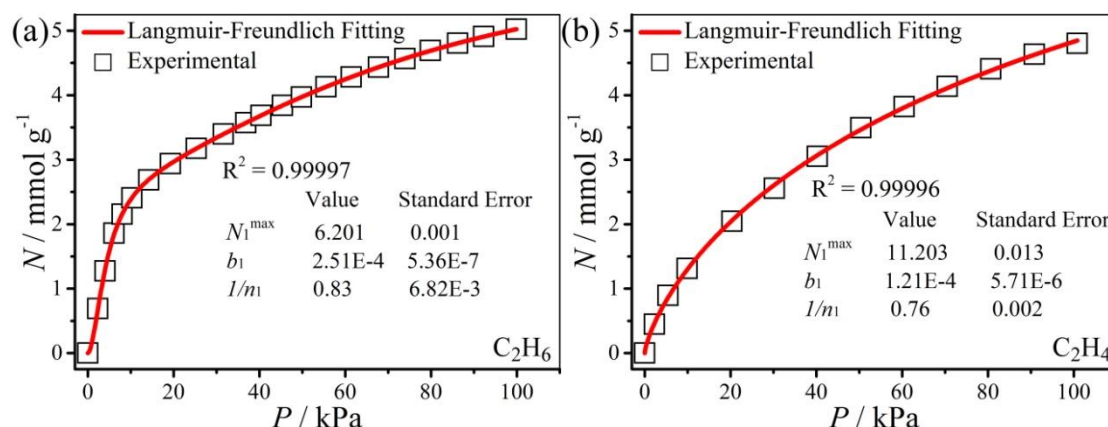 (a)
Langmuir-Freundlich Fitting
Experimental
R² = 0.99997
Value Standard Error
N₁ᵐᵃˣ 6.201 0.001
b₁ 2.51E-4 5.36E-7
1/n₁ 0.83 6.82E-3
C₂H₆
N / mmol g⁻¹
5
4
3
2
1
0
0 20 40 60 80 100
P / kPa
(b)
Langmuir-Freundlich Fitting
Experimental
R² = 0.99996
Value Standard Error
N₁ᵐᵃˣ 11.203 0.013
b₁ 1.21E-4 5.71E-6
1/n₁ 0.76 0.002
C₂H₄
N / mmol g⁻¹
5
4
3
2
1
0
0 20 40 60 80 100
P / kPa